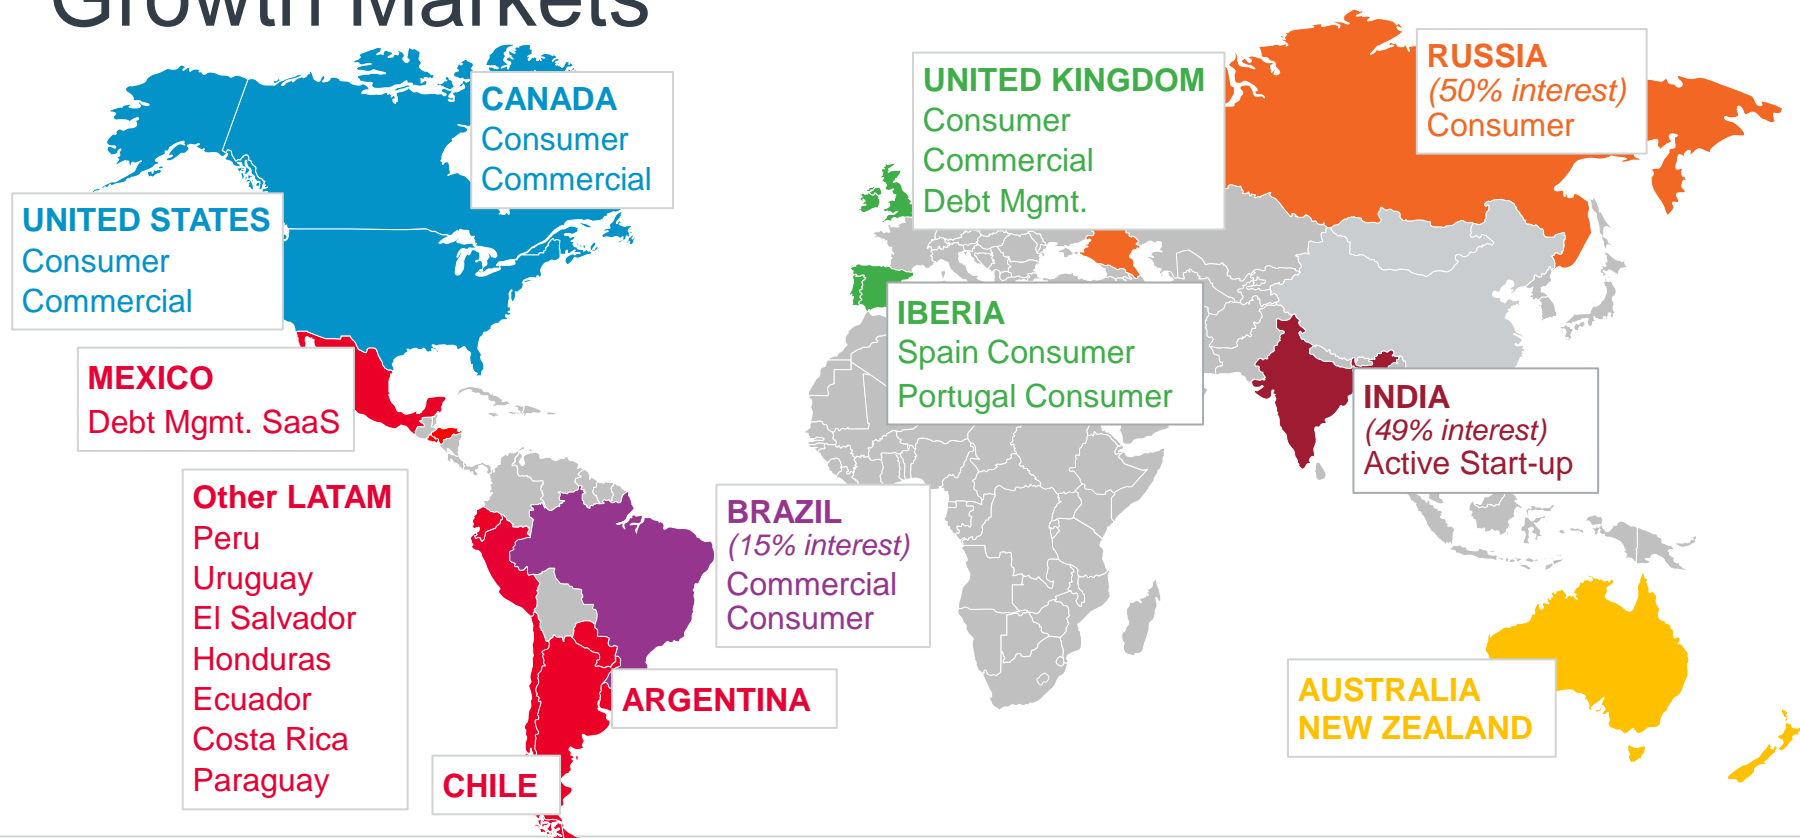 Growth Markets
CANADA
Consumer
Commercial
UNITED STATES
Consumer
Commercial
MEXICO
Debt Mgmt. SaaS
Other LATAM
Peru
Uruguay
El Salvador
Honduras
Ecuador
Costa Rica
Paraguay
CHILE
ARGENTINA
BRAZIL
(15% interest)
Commercial
Consumer
UNITED KINGDOM
Consumer
Commercial
Debt Mgmt.
IBERIA
Spain Consumer
Portugal Consumer
RUSSIA
(50% interest)
Consumer
INDIA
(49% interest)
Active Start-up
AUSTRALIA
NEW ZEALAND